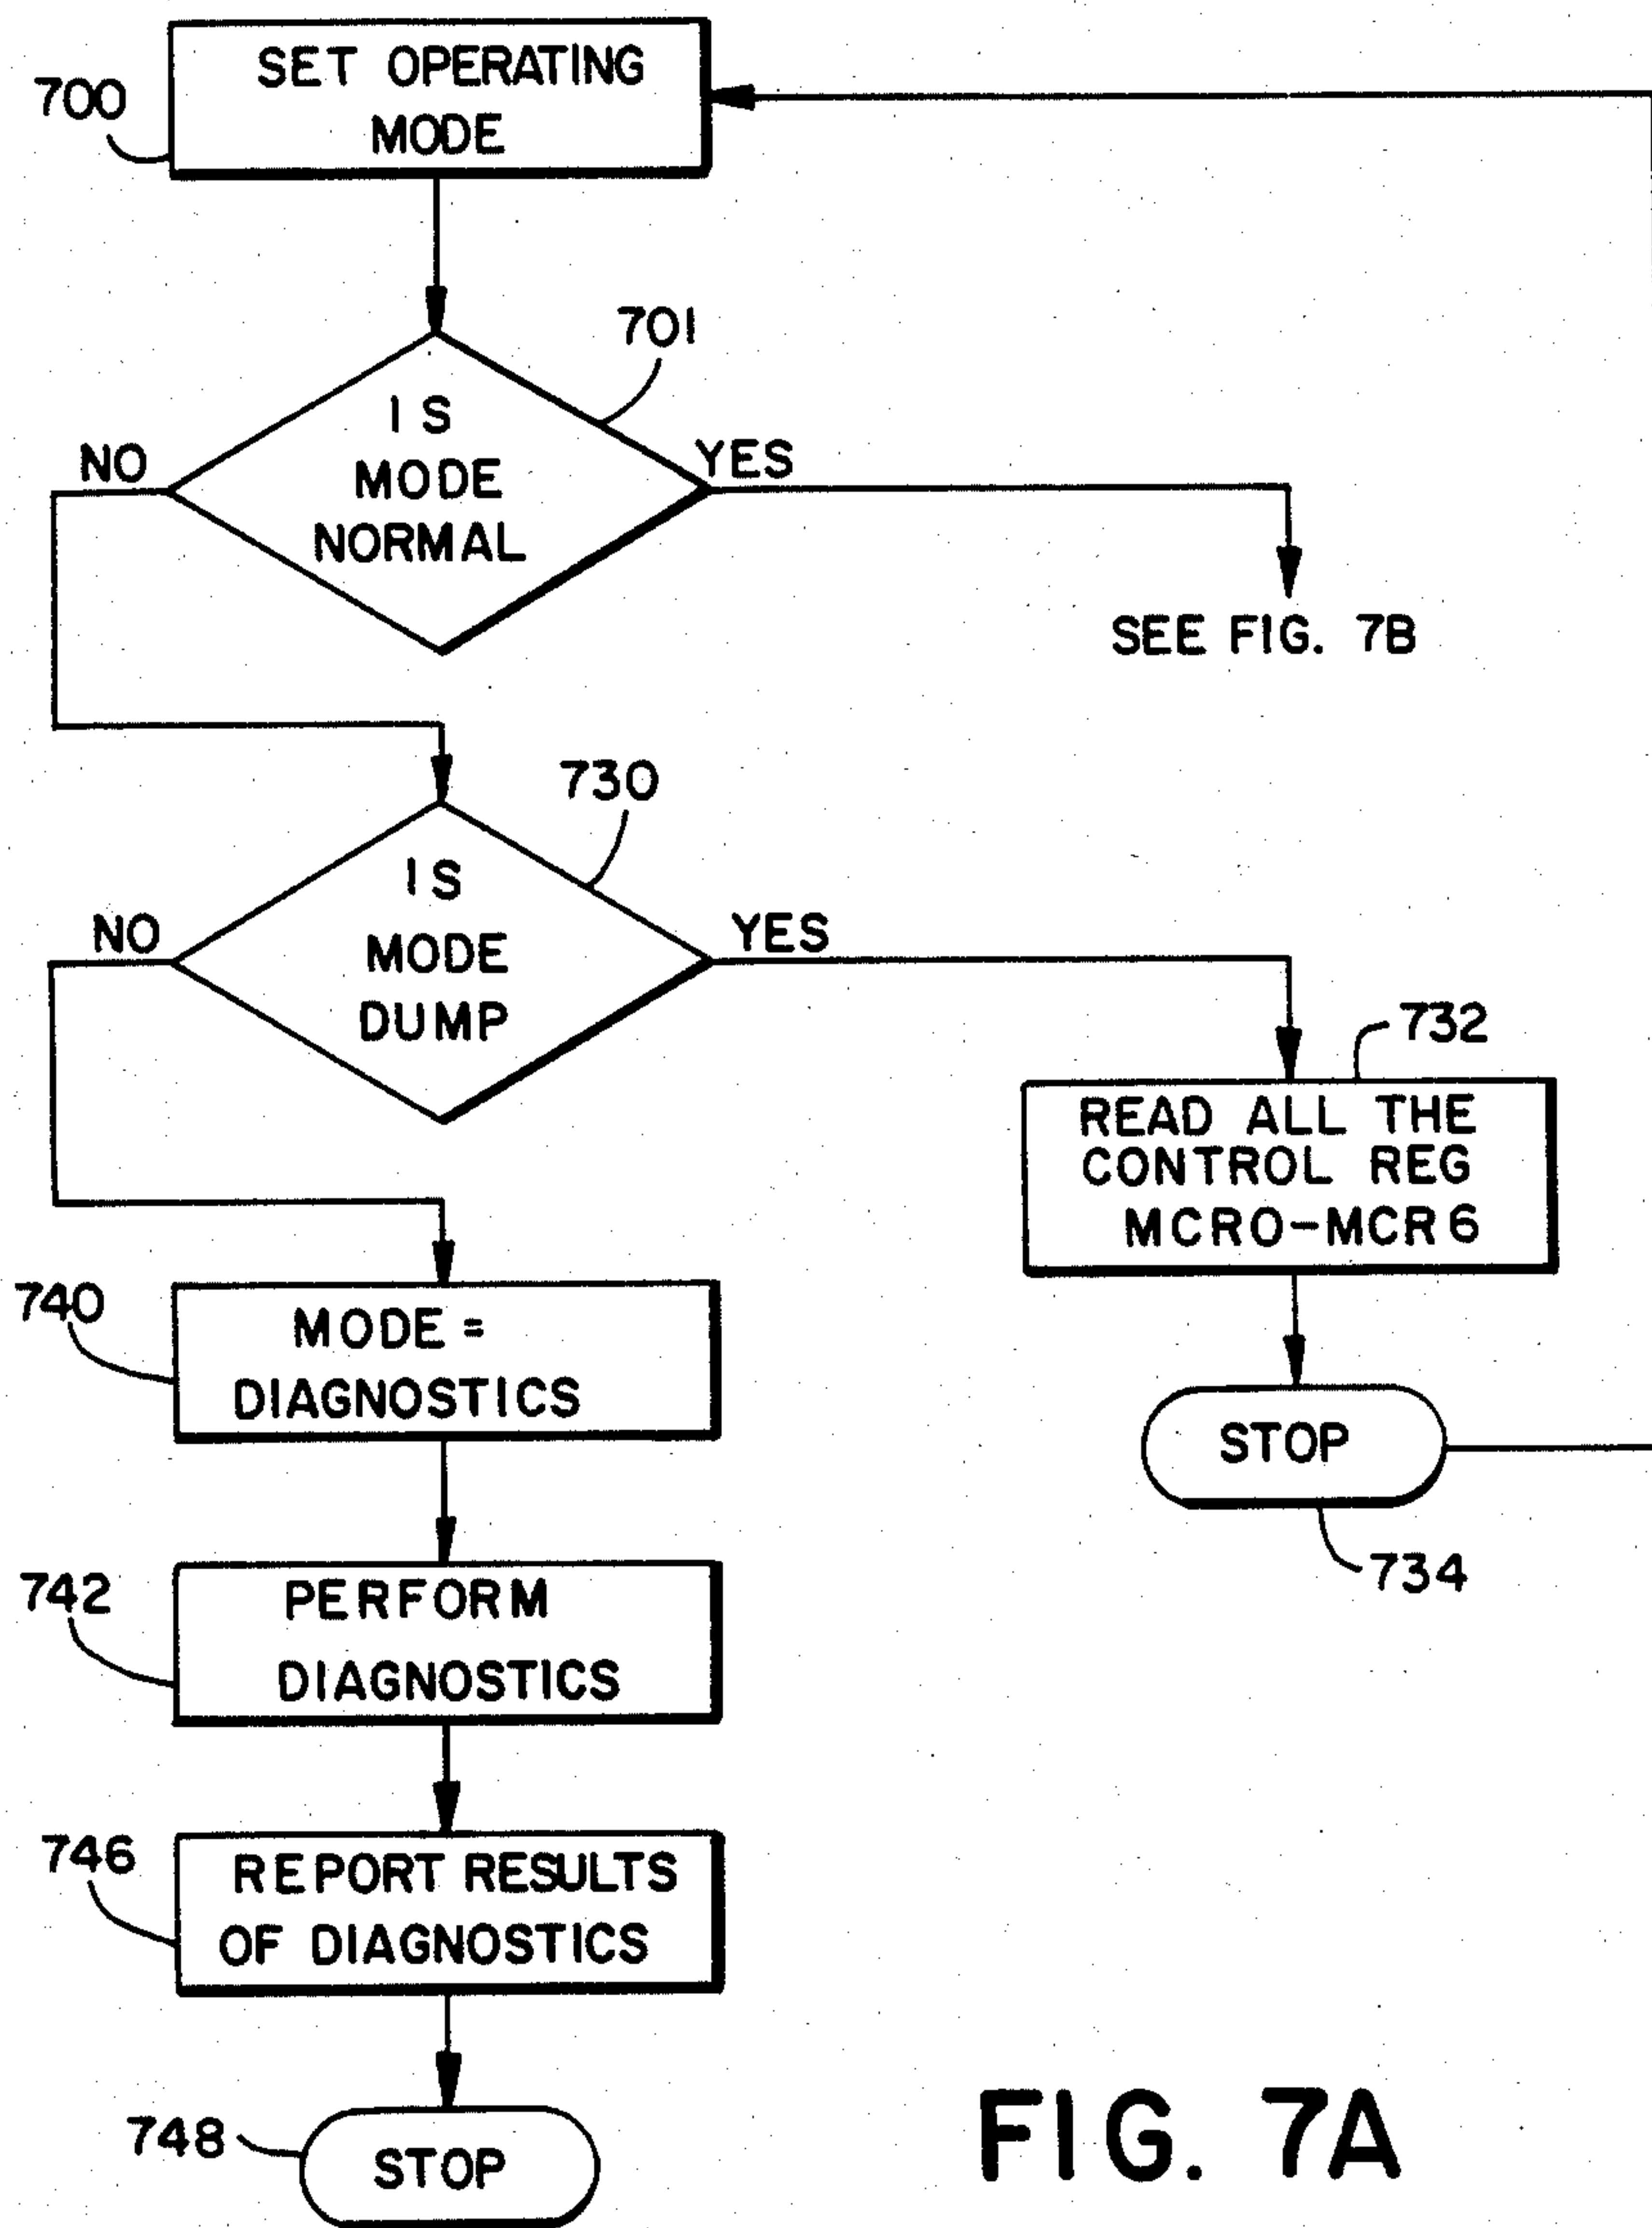 SET OPERATING
MODE
700
701
IS
MODE
NORMAL
NO
YES
SEE FIG. 7B
730
IS
MODE
DUMP
NO
YES
732
READ ALL THE
CONTROL REG
MCRO-MCR6
STOP
734
740
MODE =
DIAGNOSTICS
742
PERFORM
DIAGNOSTICS
746
REPORT RESULTS
OF DIAGNOSTICS
748
STOP
FIG. 7A